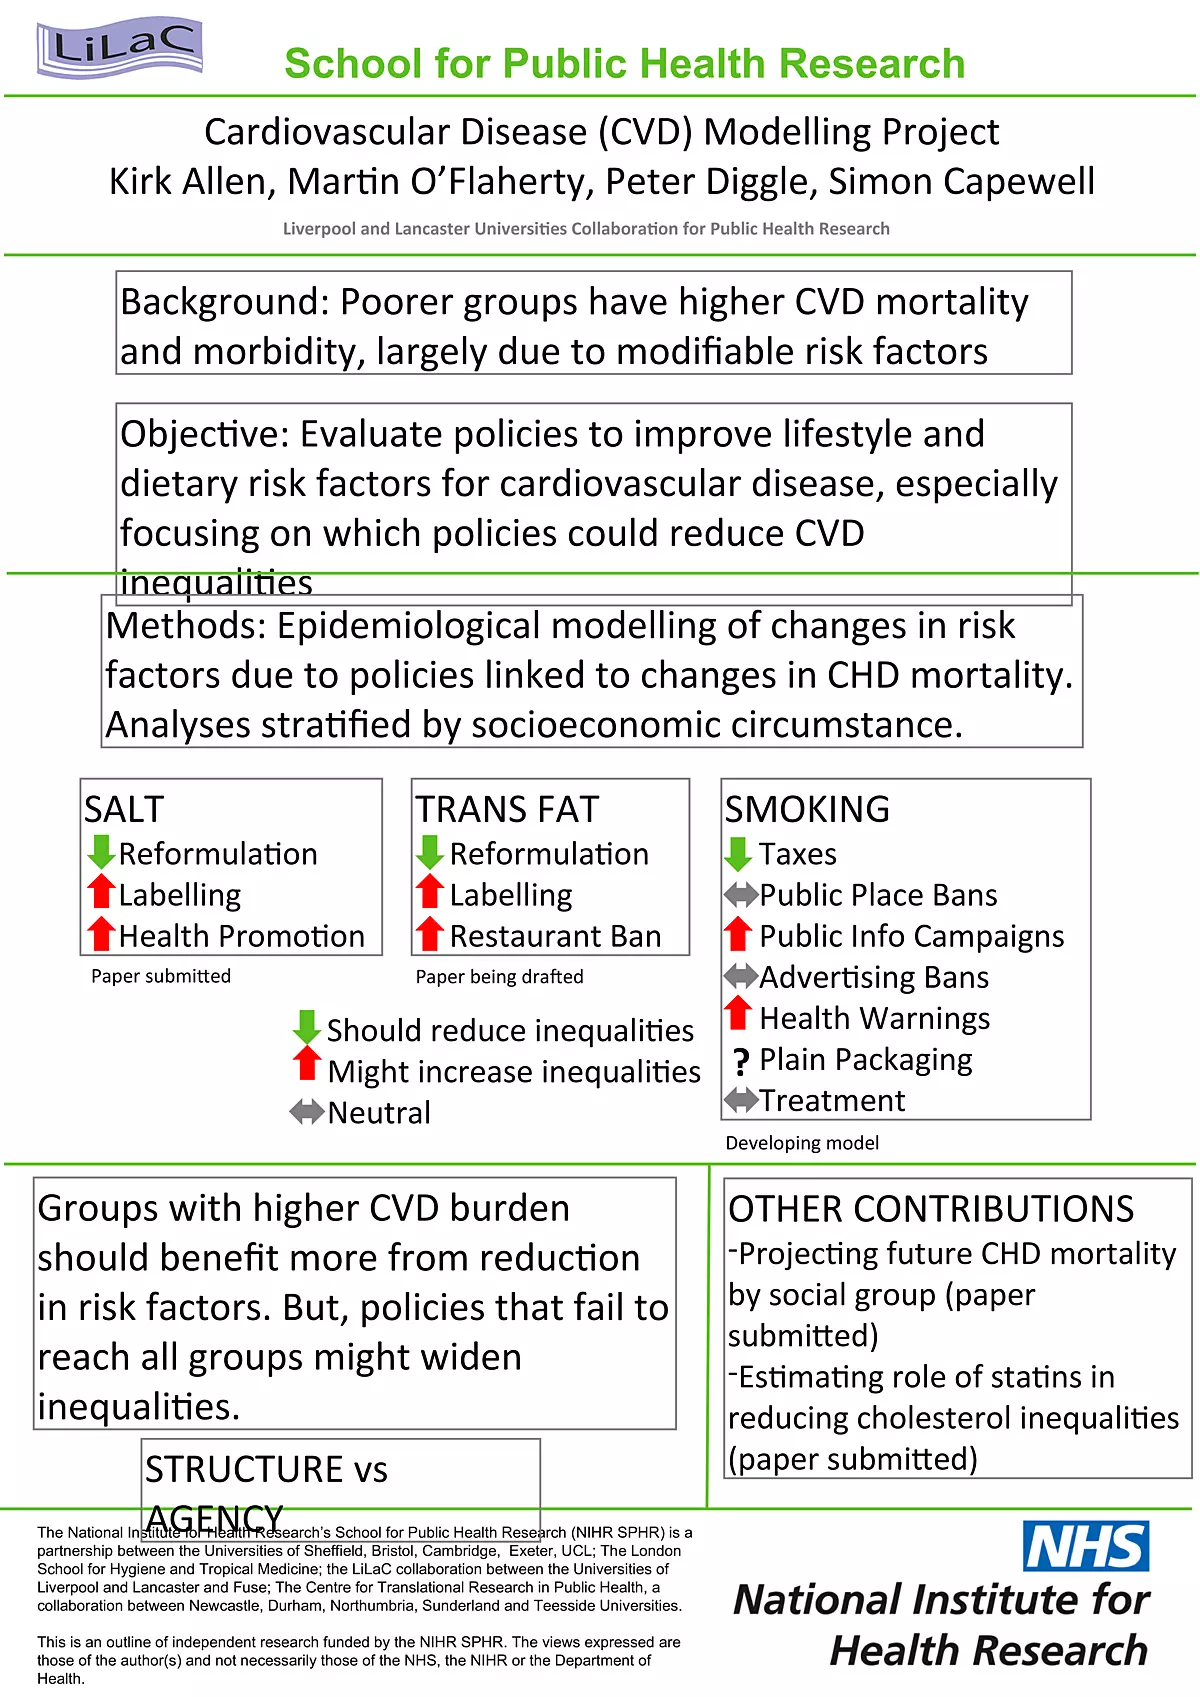 LiLaC
School for Public Health Research
Cardiovascular Disease (CVD) Modelling Project
Kirk Allen, Martin O’Flaherty, Peter Diggle, Simon Capewell
Liverpool and Lancaster Universities Collaboration for Public Health Research
Background: Poorer groups have higher CVD mortality
and morbidity, largely due to modifiable risk factors
Objective: Evaluate policies to improve lifestyle and
dietary risk factors for cardiovascular disease, especially
focusing on which policies could reduce CVD
inequalities
Methods: Epidemiological modelling of changes in risk
factors due to policies linked to changes in CHD mortality.
Analyses stratified by socioeconomic circumstance.
SALT
Reformulation
Labelling
Health Promotion
Paper submitted
TRANS FAT
Reformulation
Labelling
Restaurant Ban
Paper being drafted
SMOKING
Taxes
Public Place Bans
Public Info Campaigns
Advertising Bans
Health Warnings
? Plain Packaging
Treatment
Developing model
Should reduce inequalities
Might increase inequalities
Neutral
Groups with higher CVD burden
should benefit more from reduction
in risk factors. But, policies that fail to
reach all groups might widen
inequalities.
STRUCTURE vs
AGENCY
OTHER CONTRIBUTIONS
-Projecting future CHD mortality
by social group (paper
submitted)
-Estimating role of statins in
reducing cholesterol inequalities
(paper submitted)
The National Institute for Health Research’s School for Public Health Research (NIHR SPHR) is a
partnership between the Universities of Sheffield, Bristol, Cambridge, Exeter, UCL; The London
School for Hygiene and Tropical Medicine; the LiLaC collaboration between the Universities of
Liverpool and Lancaster and Fuse; The Centre for Translational Research in Public Health, a
collaboration between Newcastle, Durham, Northumbria, Sunderland and Teesside Universities.
This is an outline of independent research funded by the NIHR SPHR. The views expressed are
those of the author(s) and not necessarily those of the NHS, the NIHR or the Department of
Health.
NHS
National Institute for
Health Research